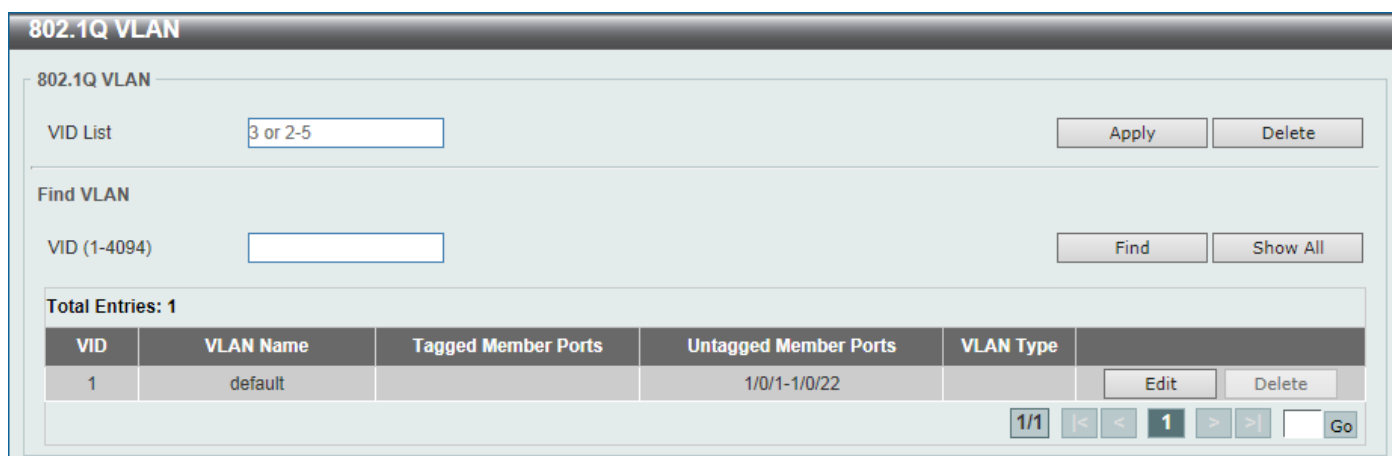 802.1Q VLAN
802.1Q VLAN
VID List 3 or 2-5 Apply Delete
Find VLAN
VID (1-4094) Find Show All
Total Entries: 1
VID VLAN Name Tagged Member Ports Untagged Member Ports VLAN Type
1 default 1/0/1-1/0/22 Edit Delete
1/1 |< < 1 > >| Go